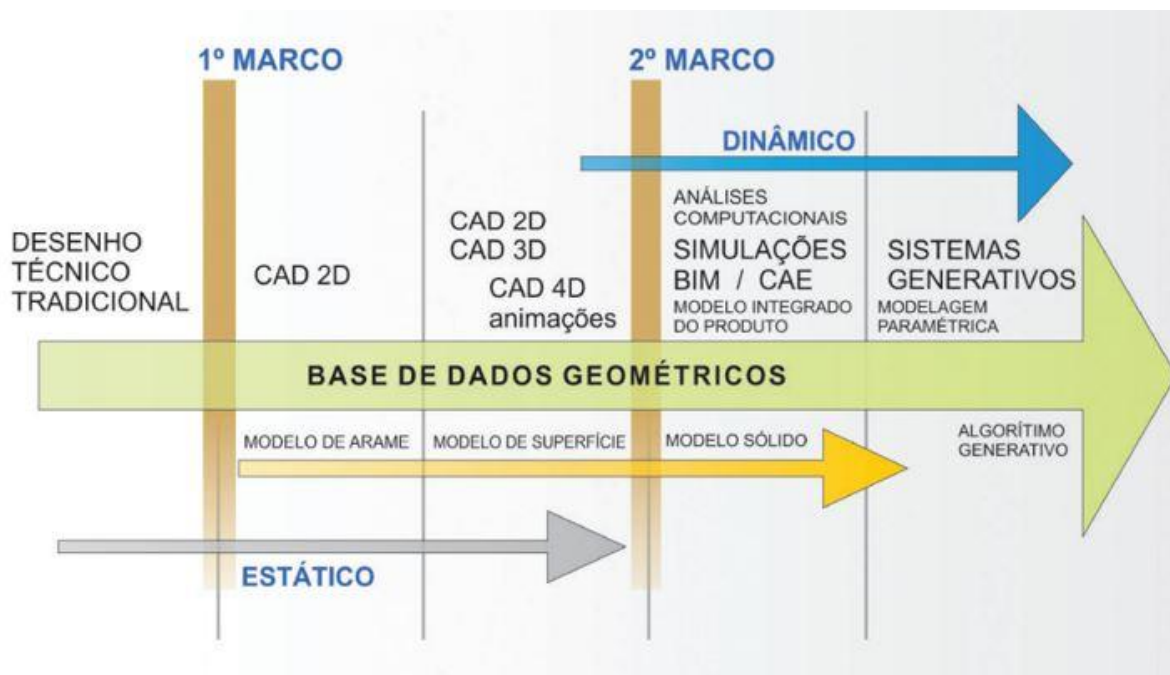 1º MARCO
2º MARCO
DINÂMICO
DESENHO
TÉCNICO
TRADICIONAL
CAD 2D
CAD 2D
CAD 3D
CAD 4D
animações
ANÁLISES
COMPUTACIONAIS
SIMULAÇÕES
BIM / CAE
MODELO INTEGRADO
DO PRODUTO
SISTEMAS
GENERATIVOS
MODELAGEM
PARAMÉTRICA
BASE DE DADOS GEOMÉTRICOS
MODELO DE ARAME
MODELO DE SUPERFÍCIE
MODELO SÓLIDO
ALGORÍTIMO
GENERATIVO
ESTÁTICO